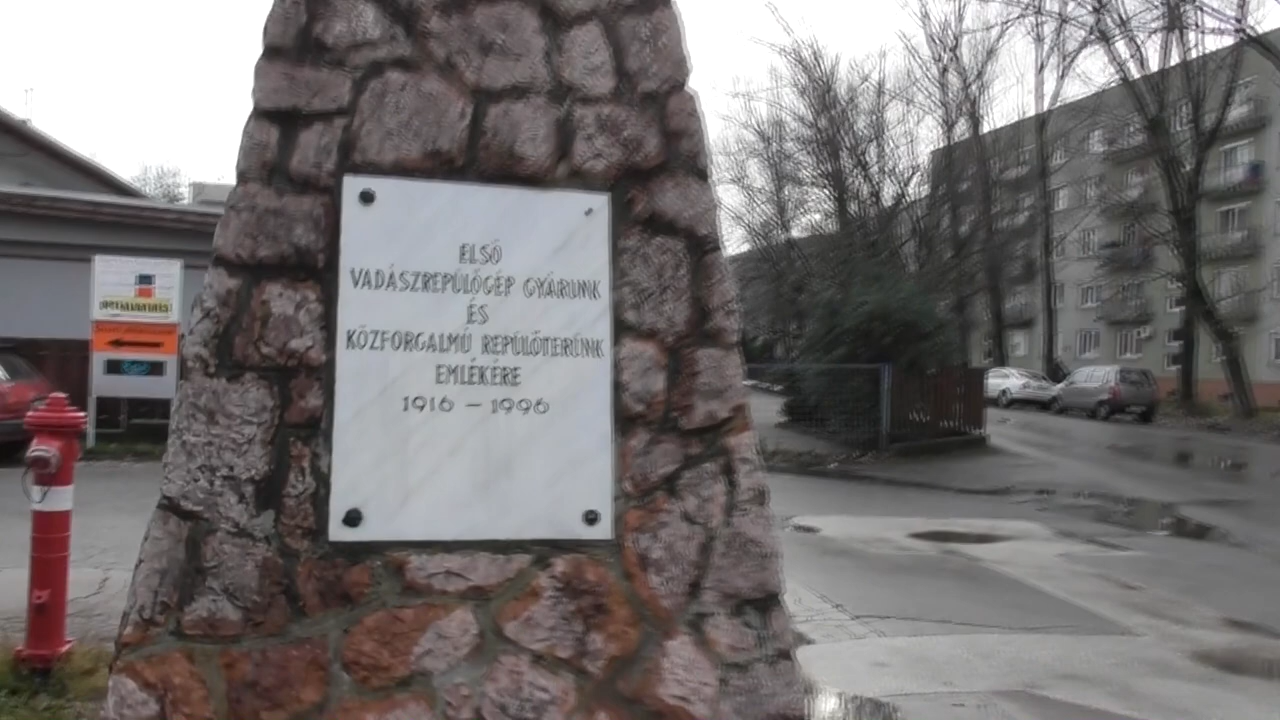 ELSŐ
VADÁSZREPÜLŐGÉP GYÁRUNK
ÉS
KÖZFORGALMÚ REPÜLŐTERÜNK
EMLÉKÉRE
1916 – 1996